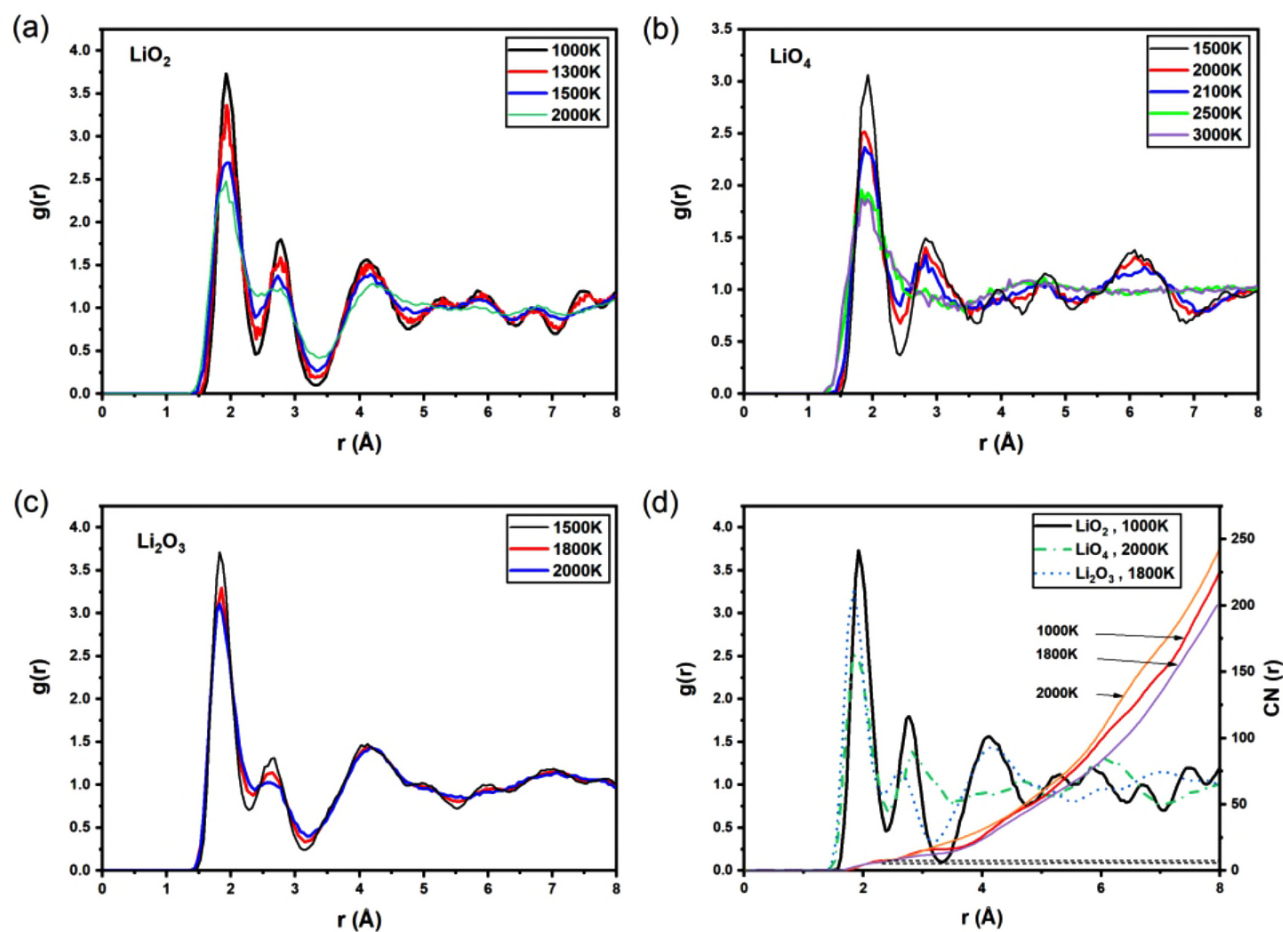 (a)
LiO2
1000K
1300K
1500K
2000K
g(r)
4.0
3.5
3.0
2.5
2.0
1.5
1.0
0.5
0.0
0 1 2 3 4 5 6 7 8
r (Å)
(b)
LiO4
1500K
2000K
2100K
2500K
3000K
g(r)
3.5
3.0
2.5
2.0
1.5
1.0
0.5
0.0
0 1 2 3 4 5 6 7 8
r (Å)
(c)
Li2O3
1500K
1800K
2000K
g(r)
4.0
3.5
3.0
2.5
2.0
1.5
1.0
0.5
0.0
0 1 2 3 4 5 6 7 8
r (Å)
(d)
LiO2 , 1000K
LiO4 , 2000K
Li2O3 , 1800K
1000K
1800K
2000K
g(r)
4.0
3.5
3.0
2.5
2.0
1.5
1.0
0.5
0.0
250
200
150
100
50
0
CN (r)
0 2 4 6 8
r (Å)